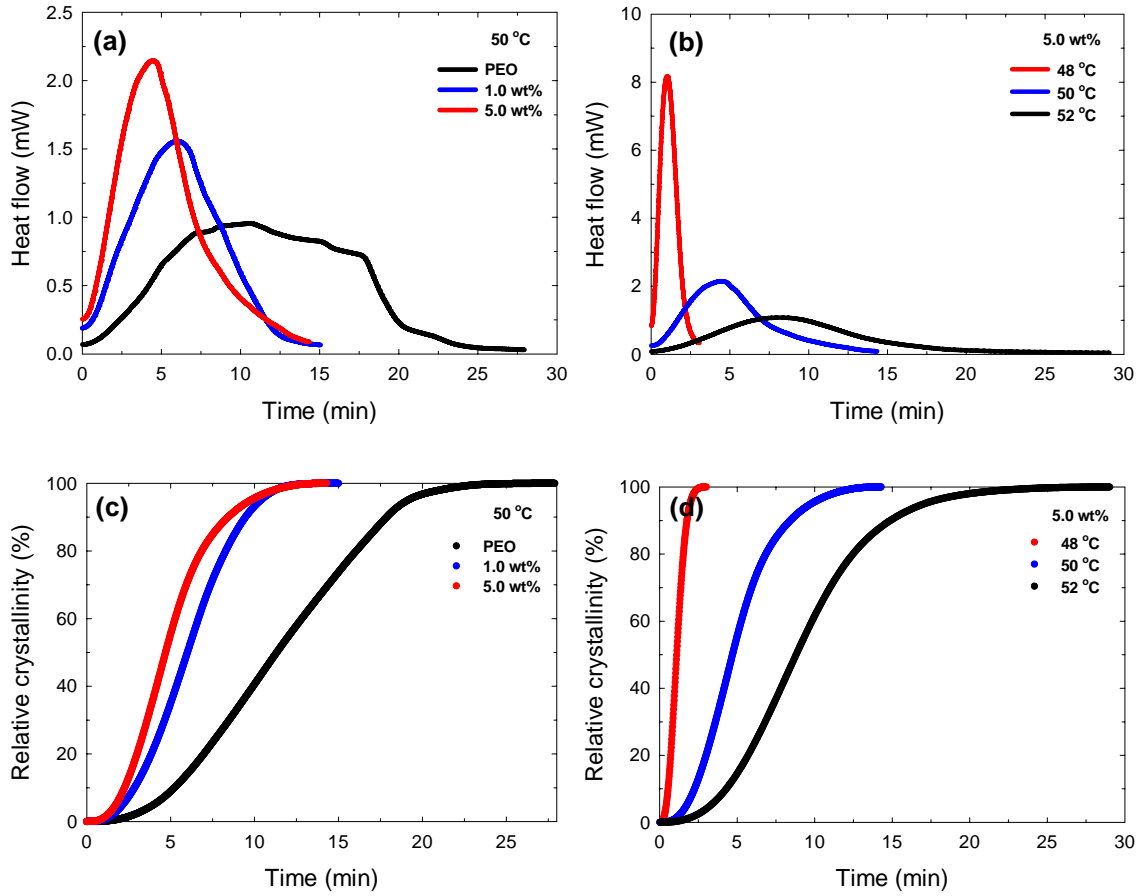 (a)
50 °C
PEO
1.0 wt%
5.0 wt%
2.5
2.0
1.5
1.0
0.5
0.0
Heat flow (mW)
0 5 10 15 20 25 30
Time (min)
(b)
5.0 wt%
48 °C
50 °C
52 °C
10
8
6
4
2
0
Heat flow (mW)
0 5 10 15 20 25 30
Time (min)
(c)
50 °C
PEO
1.0 wt%
5.0 wt%
100
80
60
40
20
0
Relative crystallinity (%)
0 5 10 15 20 25
Time (min)
(d)
5.0 wt%
48 °C
50 °C
52 °C
100
80
60
40
20
0
Relative crystallinity (%)
0 5 10 15 20 25 30
Time (min)